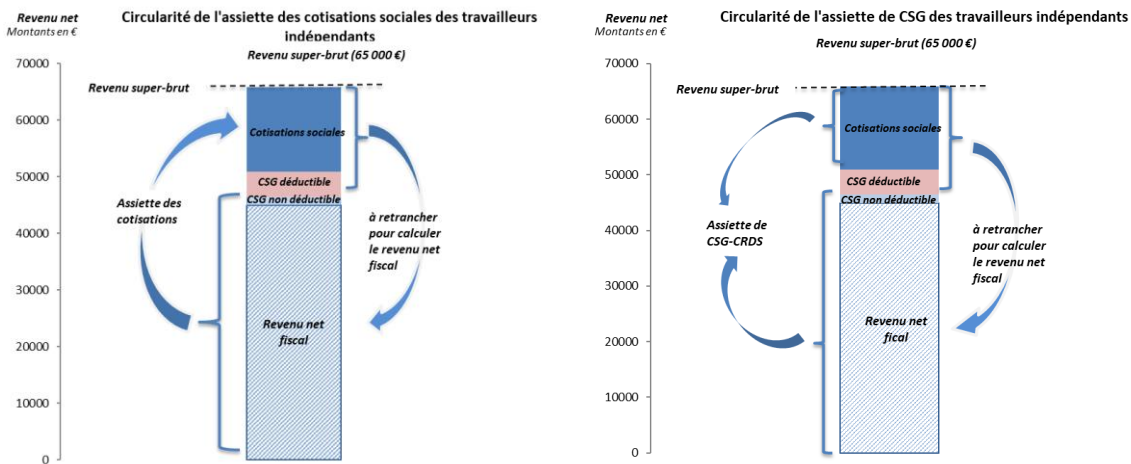 Revenu net
Montants en €
Circularité de l'assiette des cotisations sociales des travailleurs
indépendants
Revenu super-brut (65 000 €)
70000
60000
50000
40000
30000
20000
10000
0
Revenu super-brut
Cotisations sociales
CSG déductible
CSG non déductible
Assiette des
cotisations
à retrancher
pour calculer
le revenu net
fiscal
Revenu net
fiscal
Revenu net
Montants en €
Circularité de l'assiette de CSG des travailleurs indépendants
Revenu super-brut (65 000 €)
70000
60000
50000
40000
30000
20000
10000
0
Revenu super-brut
Cotisations sociales
CSG déductible
CSG non déductible
Assiette de
CSG-CRDS
à retrancher
pour calculer
le revenu net
fiscal
Revenu net
fical